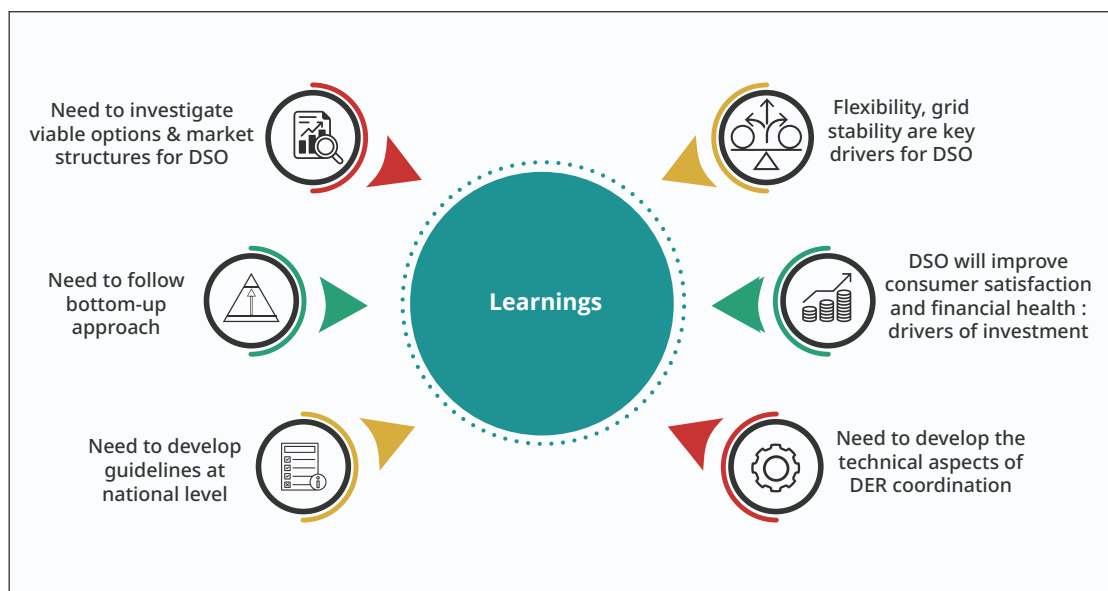 Need to investigate
viable options & market
structures for DSO
Need to follow
bottom-up
approach
Need to develop
guidelines at
national level
Learnings
Flexibility, grid
stability are key
drivers for DSO
DSO will improve
consumer satisfaction
and financial health :
drivers of investment
Need to develop the
technical aspects of
DER coordination